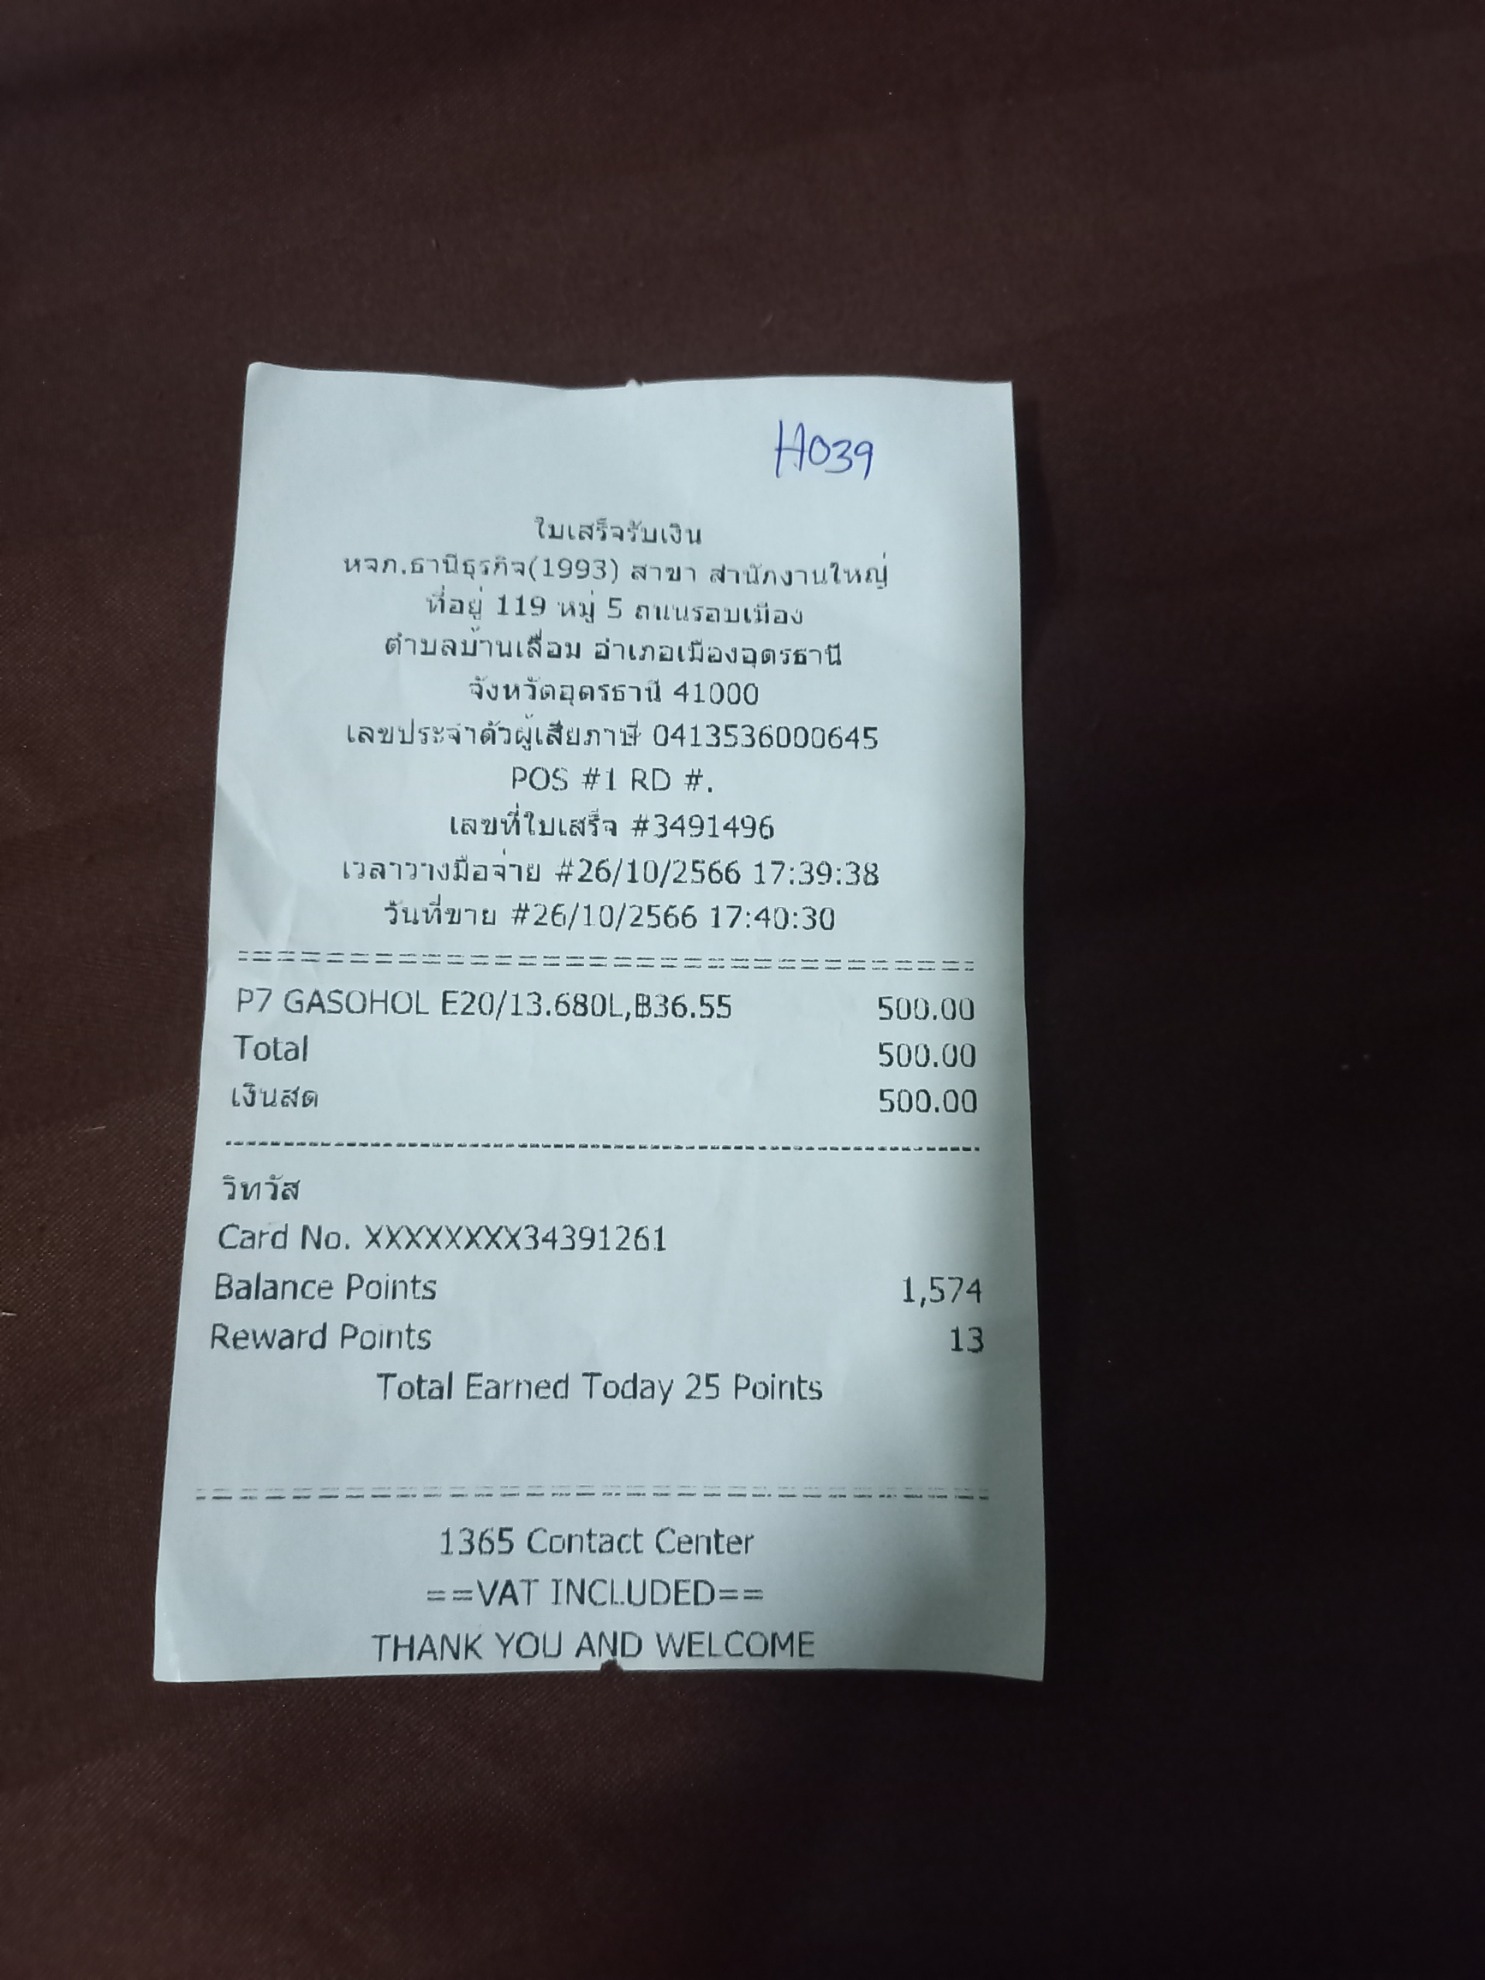 H039
ใบเสร็จรับเงิน
หจก.ธานีธุรกิจ(1993) สาขา สำนักงานใหญ่
ที่อยู่ 119 หมู่ 5 ถนนรอบเมือง
ตำบลบ้านเลื่อม อำเภอเมืองอุดรธานี
จังหวัดอุดรธานี 41000
เลขประจำตัวผู้เสียภาษี 0413536000645
POS #1 RD #.
เลขที่ใบเสร็จ #3491496
เวลาวางมือจ่าย #26/10/2566 17:39:38
วันที่ขาย #26/10/2566 17:40:30
P7 GASOHOL E20/13.680L,฿36.55 500.00
Total 500.00
เงินสด 500.00
วิทวัส
Card No. XXXXXXXX34391261
Balance Points 1,574
Reward Points 13
Total Earned Today 25 Points
1365 Contact Center
==VAT INCLUDED==
THANK YOU AND WELCOME